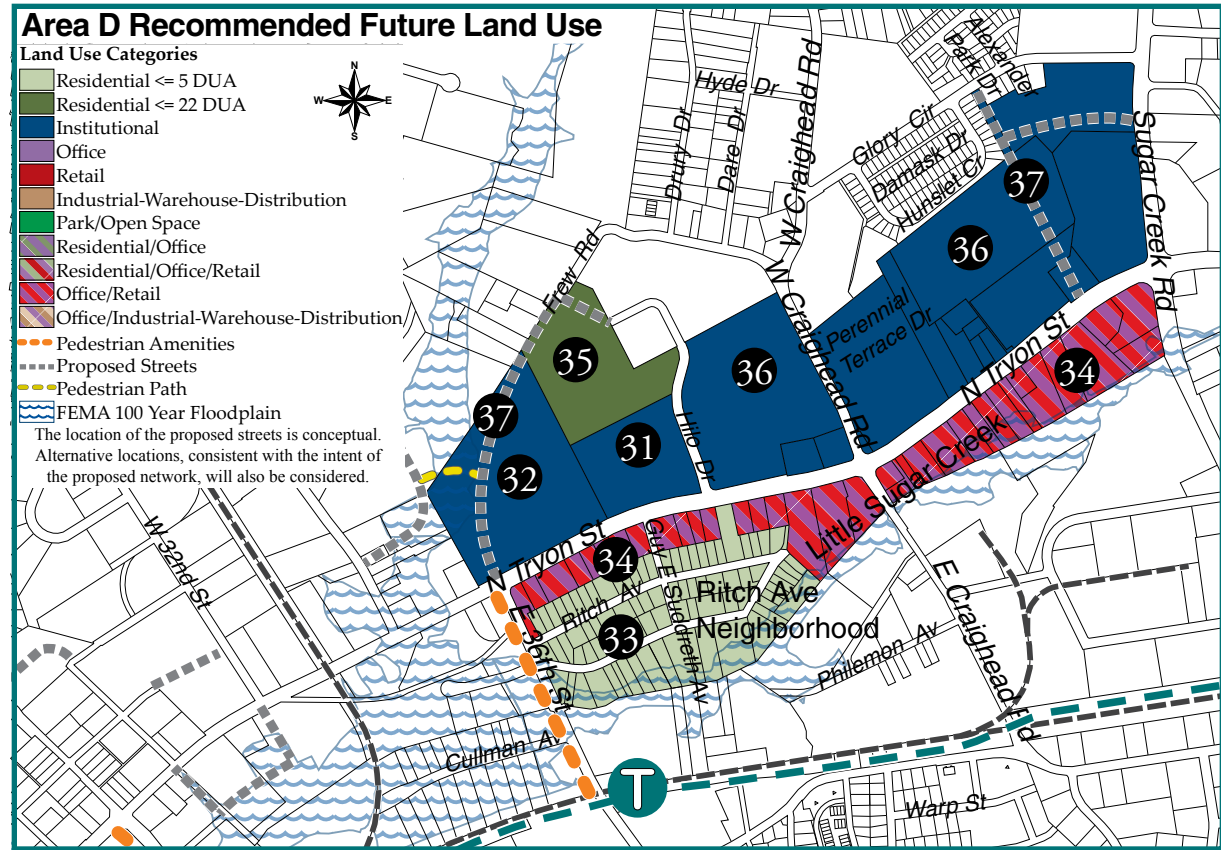 Area D Recommended Future Land Use
Land Use Categories
Residential <= 5 DUA
Residential <= 22 DUA
Institutional
Office
Retail
Industrial-Warehouse-Distribution
Park/Open Space
Residential/Office
Residential/Office/Retail
Office/Retail
Office/Industrial-Warehouse-Distribution
Pedestrian Amenities
Proposed Streets
Pedestrian Path
FEMA 100 Year Floodplain
The location of the proposed streets is conceptual.
Alternative locations, consistent with the intent of
the proposed network, will also be considered.
N
W
E
S
Alexander
Park Dr
Hyde Dr
Drury Dr
Dare Dr
W Craighead Rd
Glory Cir
Damask Dr
Hunslet Cr
Sugar Creek Rd
37
36
Frew Rd
W Craighead Rd
Perennial
Terrace Dr
N Tryon St
34
35
36
37
31
Hilo Dr
32
Little Sugar Creek
N Tryon St
34
Guy E Suddreth Av
Ritch Av
33
Ritch Ave
Neighborhood
W 32nd St
E 36th St
E Craighead Rd
Philemon Av
Cullman Av
T
Warp St